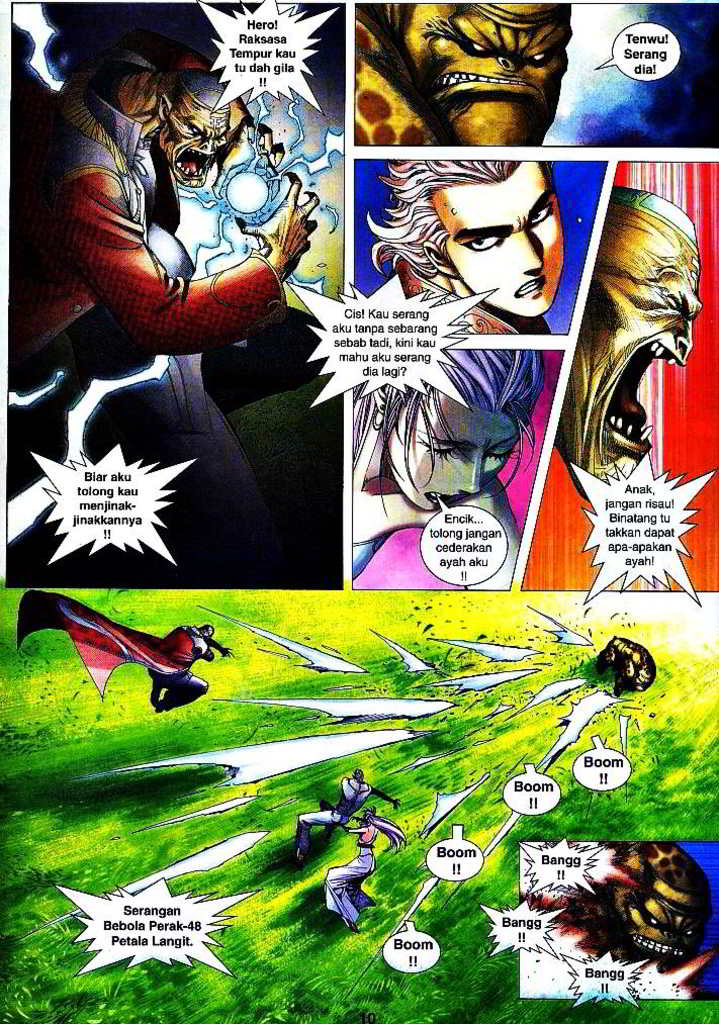 Hero!
Raksasa
Tempur kau
tu dah gila
!!
Tenwu!
Serang
dia!
Cis! Kau serang
aku tanpa sebarang
sebab tadi, kini kau
mahu aku serang
dia lagi?
Biar aku
tolong kau
menjinak-
jinakkannya
!!
Encik...
tolong jangan
cederakan
ayah aku
!!
Anak,
jangan risau!
Binatang tu
takkan dapat
apa-apakan
ayah!
Boom
!!
Boom
!!
Boom
!!
Boom
!!
Serangan
Bebola Perak-48
Petala Langit.
Bangg
!!
Bangg
!!
Bangg
!!
10